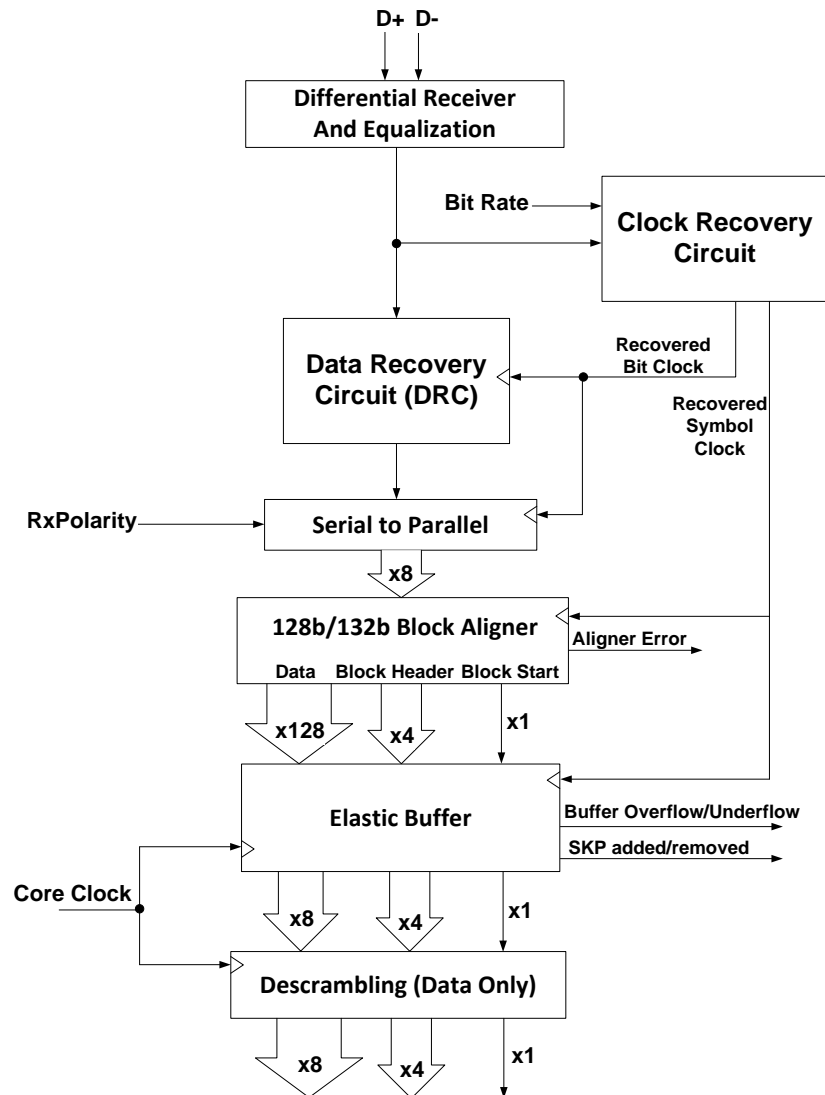 D+ D-
Differential Receiver
And Equalization
Bit Rate
Clock Recovery
Circuit
Data Recovery
Circuit (DRC)
Recovered
Bit Clock
Recovered
Symbol
Clock
RxPolarity
Serial to Parallel
x8
128b/132b Block Aligner
Data Block Header Block Start
Aligner Error
x128
x4
x1
Elastic Buffer
Buffer Overflow/Underflow
SKP added/removed
Core Clock
x8
x4
x1
Descrambling (Data Only)
x8
x4
x1